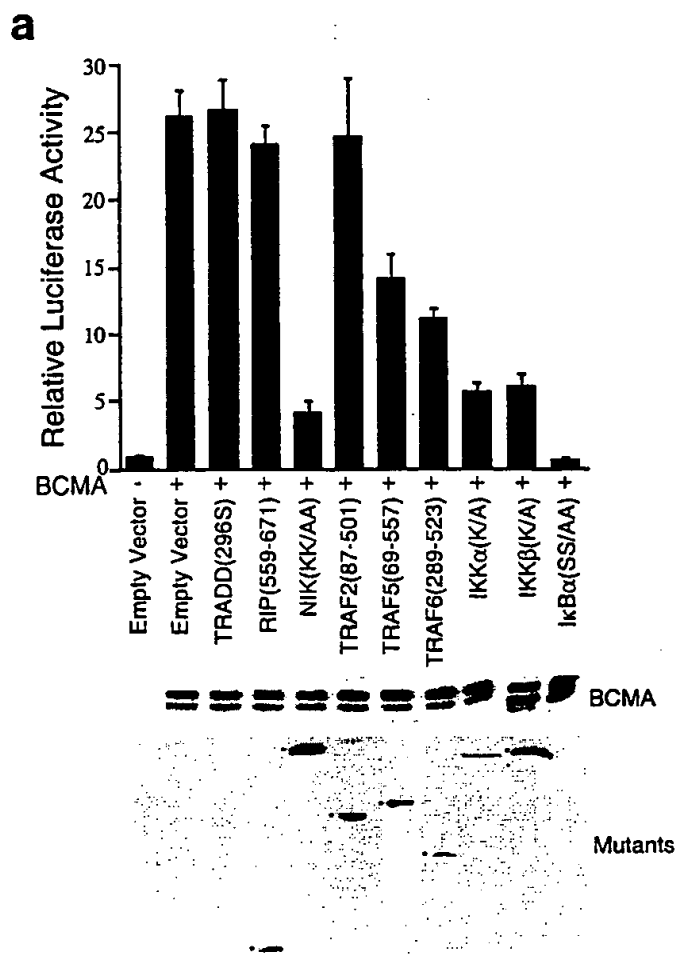 a
Relative Luciferase Activity
30
25
20
15
10
5
0
BCMA - + + + + + + + + + +
Empty Vector
Empty Vector
TRADD(296S)
RIP(559-671)
NIK(KK/AA)
TRAF2(87-501)
TRAF5(69-557)
TRAF6(289-523)
IKKα(K/A)
IKKβ(K/A)
IκBα(SS/AA)
BCMA
Mutants